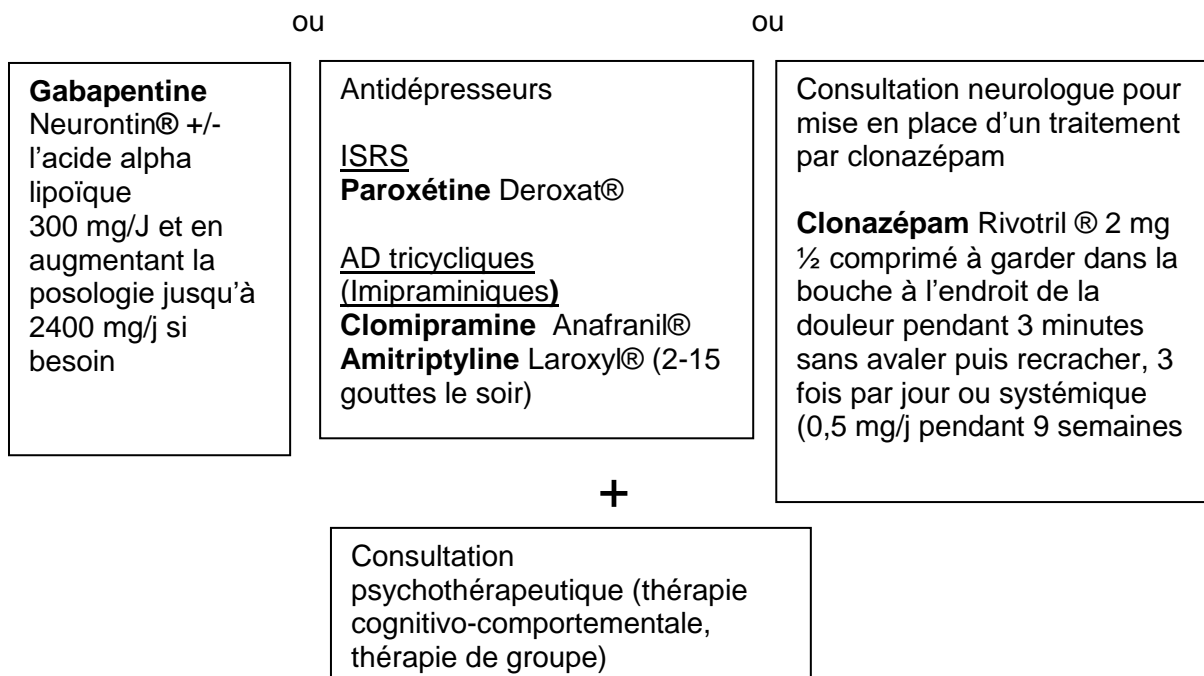 ou
ou
Gabapentine
Neurontin® +/-
l’acide alpha
lipoïque
300 mg/J et en
augmentant la
posologie jusqu’à
2400 mg/j si
besoin
Antidépresseurs
ISRS
Paroxétine Deroxat®
AD tricycliques
(Imipraminiques)
Clomipramine Anafranil®
Amitriptyline Laroxyl® (2-15
gouttes le soir)
Consultation neurologue pour
mise en place d’un traitement
par clonazépam
Clonazépam Rivotril ® 2 mg
½ comprimé à garder dans la
bouche à l’endroit de la
douleur pendant 3 minutes
sans avaler puis recracher, 3
fois par jour ou systémique
(0,5 mg/j pendant 9 semaines
+
Consultation
psychothérapeutique (thérapie
cognitivo-comportementale,
thérapie de groupe)